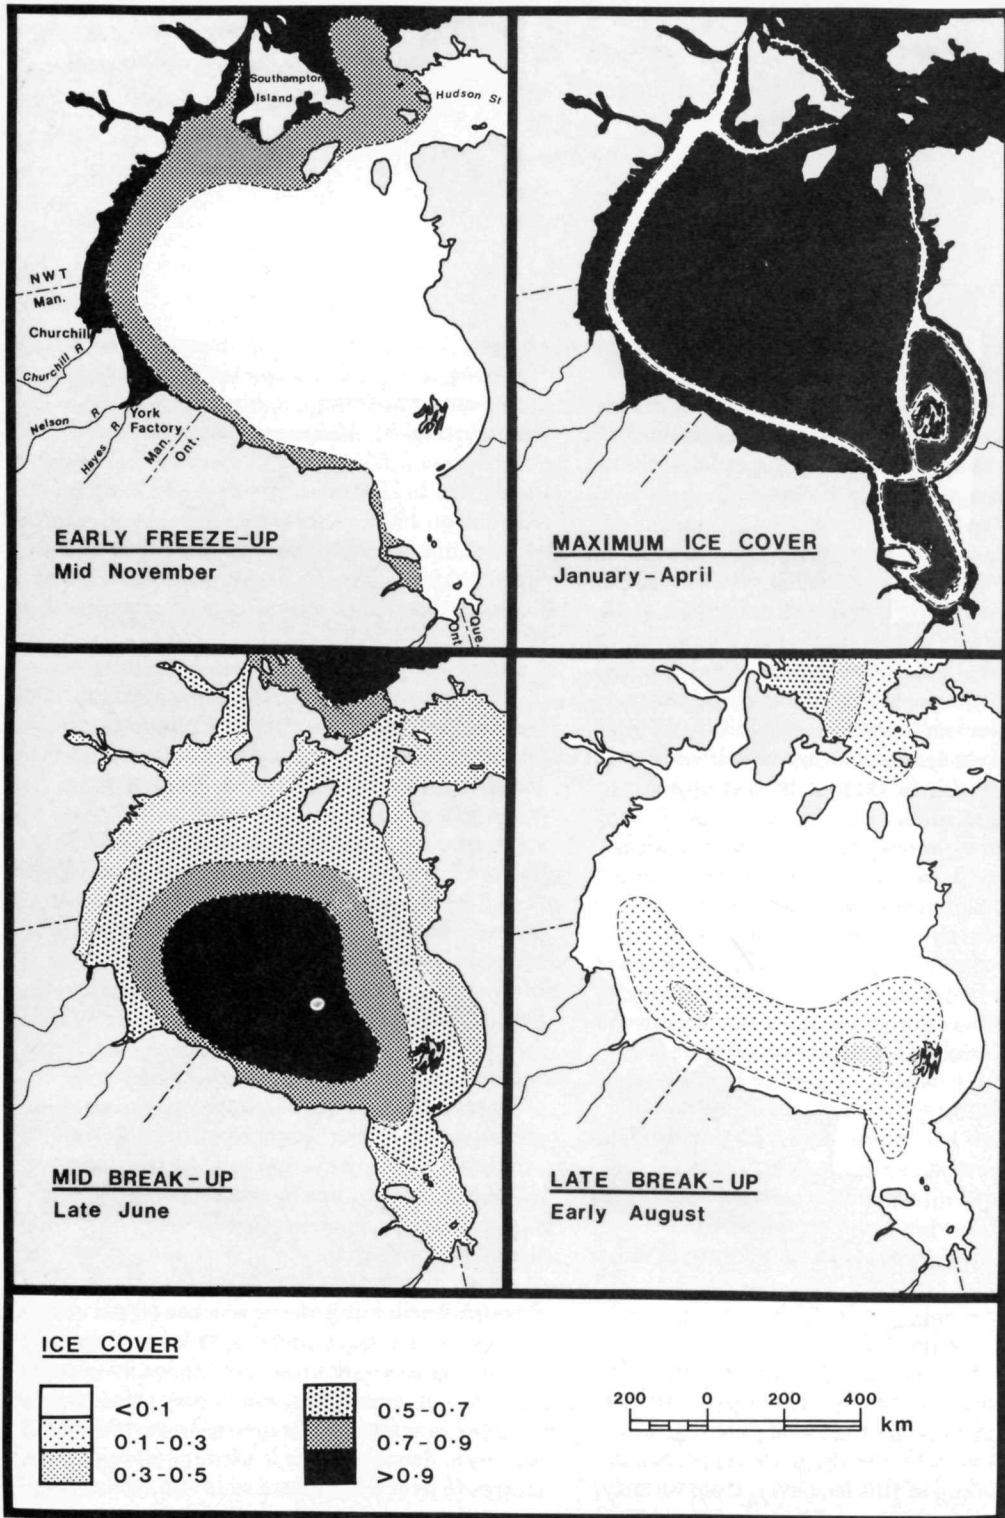 Southampton
Island
Hudson St
NWT
Man.
Churchill
Churchill R
Nelson R
Hayes R
York
Factory
Man.
Ont.
Que.
Ont
EARLY FREEZE-UP
Mid November
MAXIMUM ICE COVER
January-April
MID BREAK-UP
Late June
LATE BREAK-UP
Early August
ICE COVER
<0·1
0·1-0·3
0·3-0·5
0·5-0·7
0·7-0·9
>0·9
200 0 200 400
km